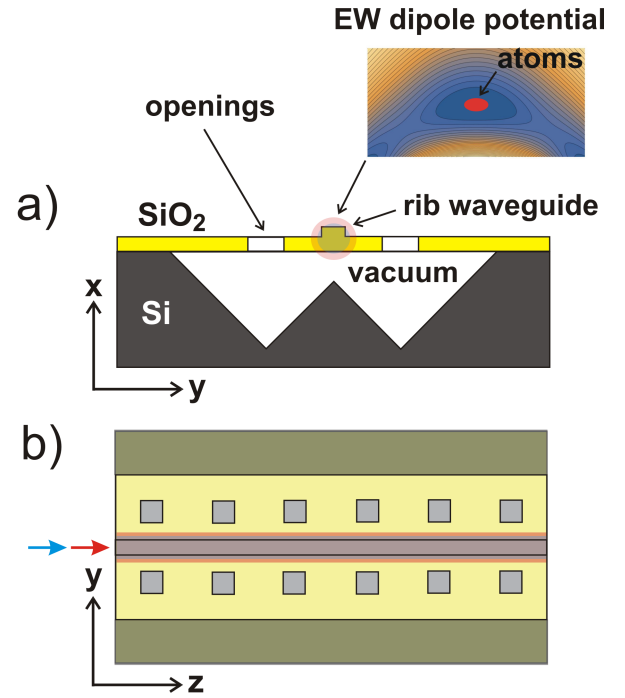 EW dipole potential
atoms
openings
a)
SiO₂
rib waveguide
vacuum
x
Si
y
b)
y
z